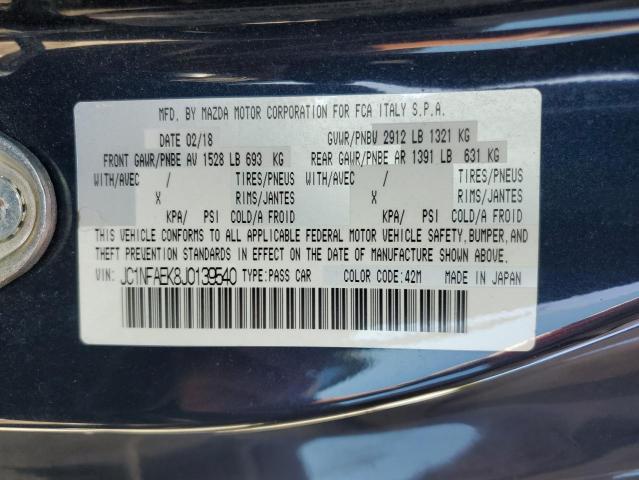 MFD. BY MAZDA MOTOR CORPORATION FOR FCA ITALY S.P.A.
DATE 02/18 GVWR/PNBV 2912 LB 1321 KG
FRONT GAWR/PNBE AV 1528 LB 693 KG REAR GAWR/PNBE AR 1391 LB 631 KG
WITH/AVEC / TIRES/PNEUS WITH/AVEC / TIRES/PNEUS
X RIMS/JANTES X RIMS/JANTES
KPA/ PSI COLD/A FROID KPA/ PSI COLD/A FROID
THIS VEHICLE CONFORMS TO ALL APPLICABLE FEDERAL MOTOR VEHICLE SAFETY, BUMPER, AND
THEFT PREVENTION STANDARDS IN EFFECT ON THE DATE OF MANUFACTURE SHOWN ABOVE.
VIN: JC1NFAEK8J0139540 TYPE:PASS CAR COLOR CODE:42M MADE IN JAPAN